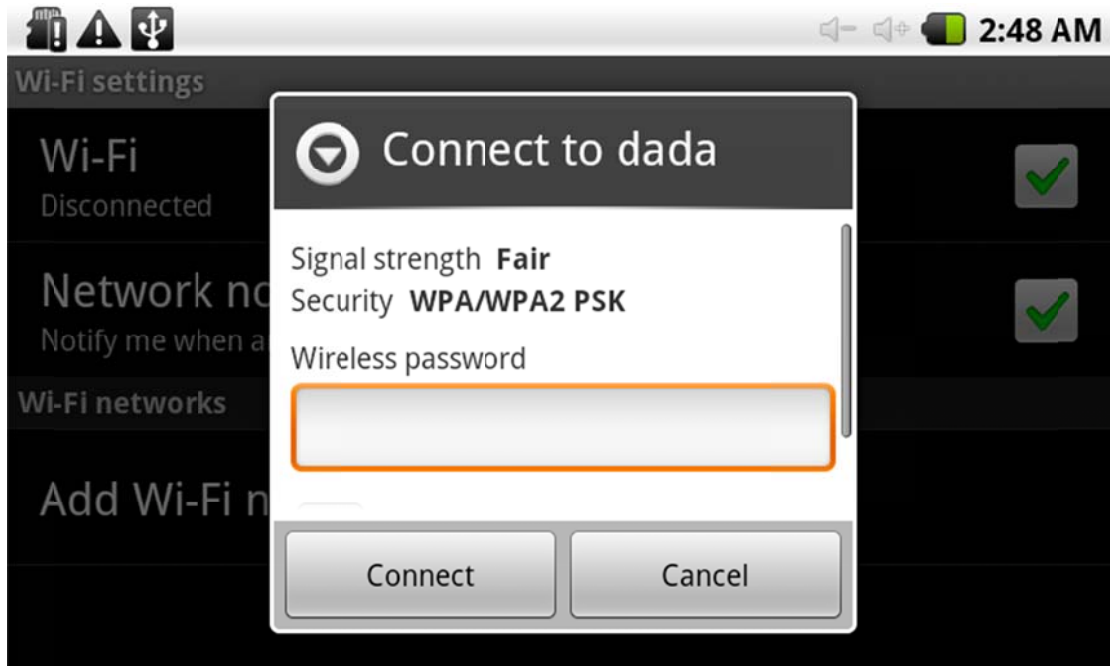 2:48 AM
Wi-Fi settings
Connect to dada
Wi-Fi
Disconnected
Signal strength Fair
Security WPA/WPA2 PSK
Network no
Notify me when a
Wireless password
Wi-Fi networks
Add Wi-Fi n
Connect
Cancel